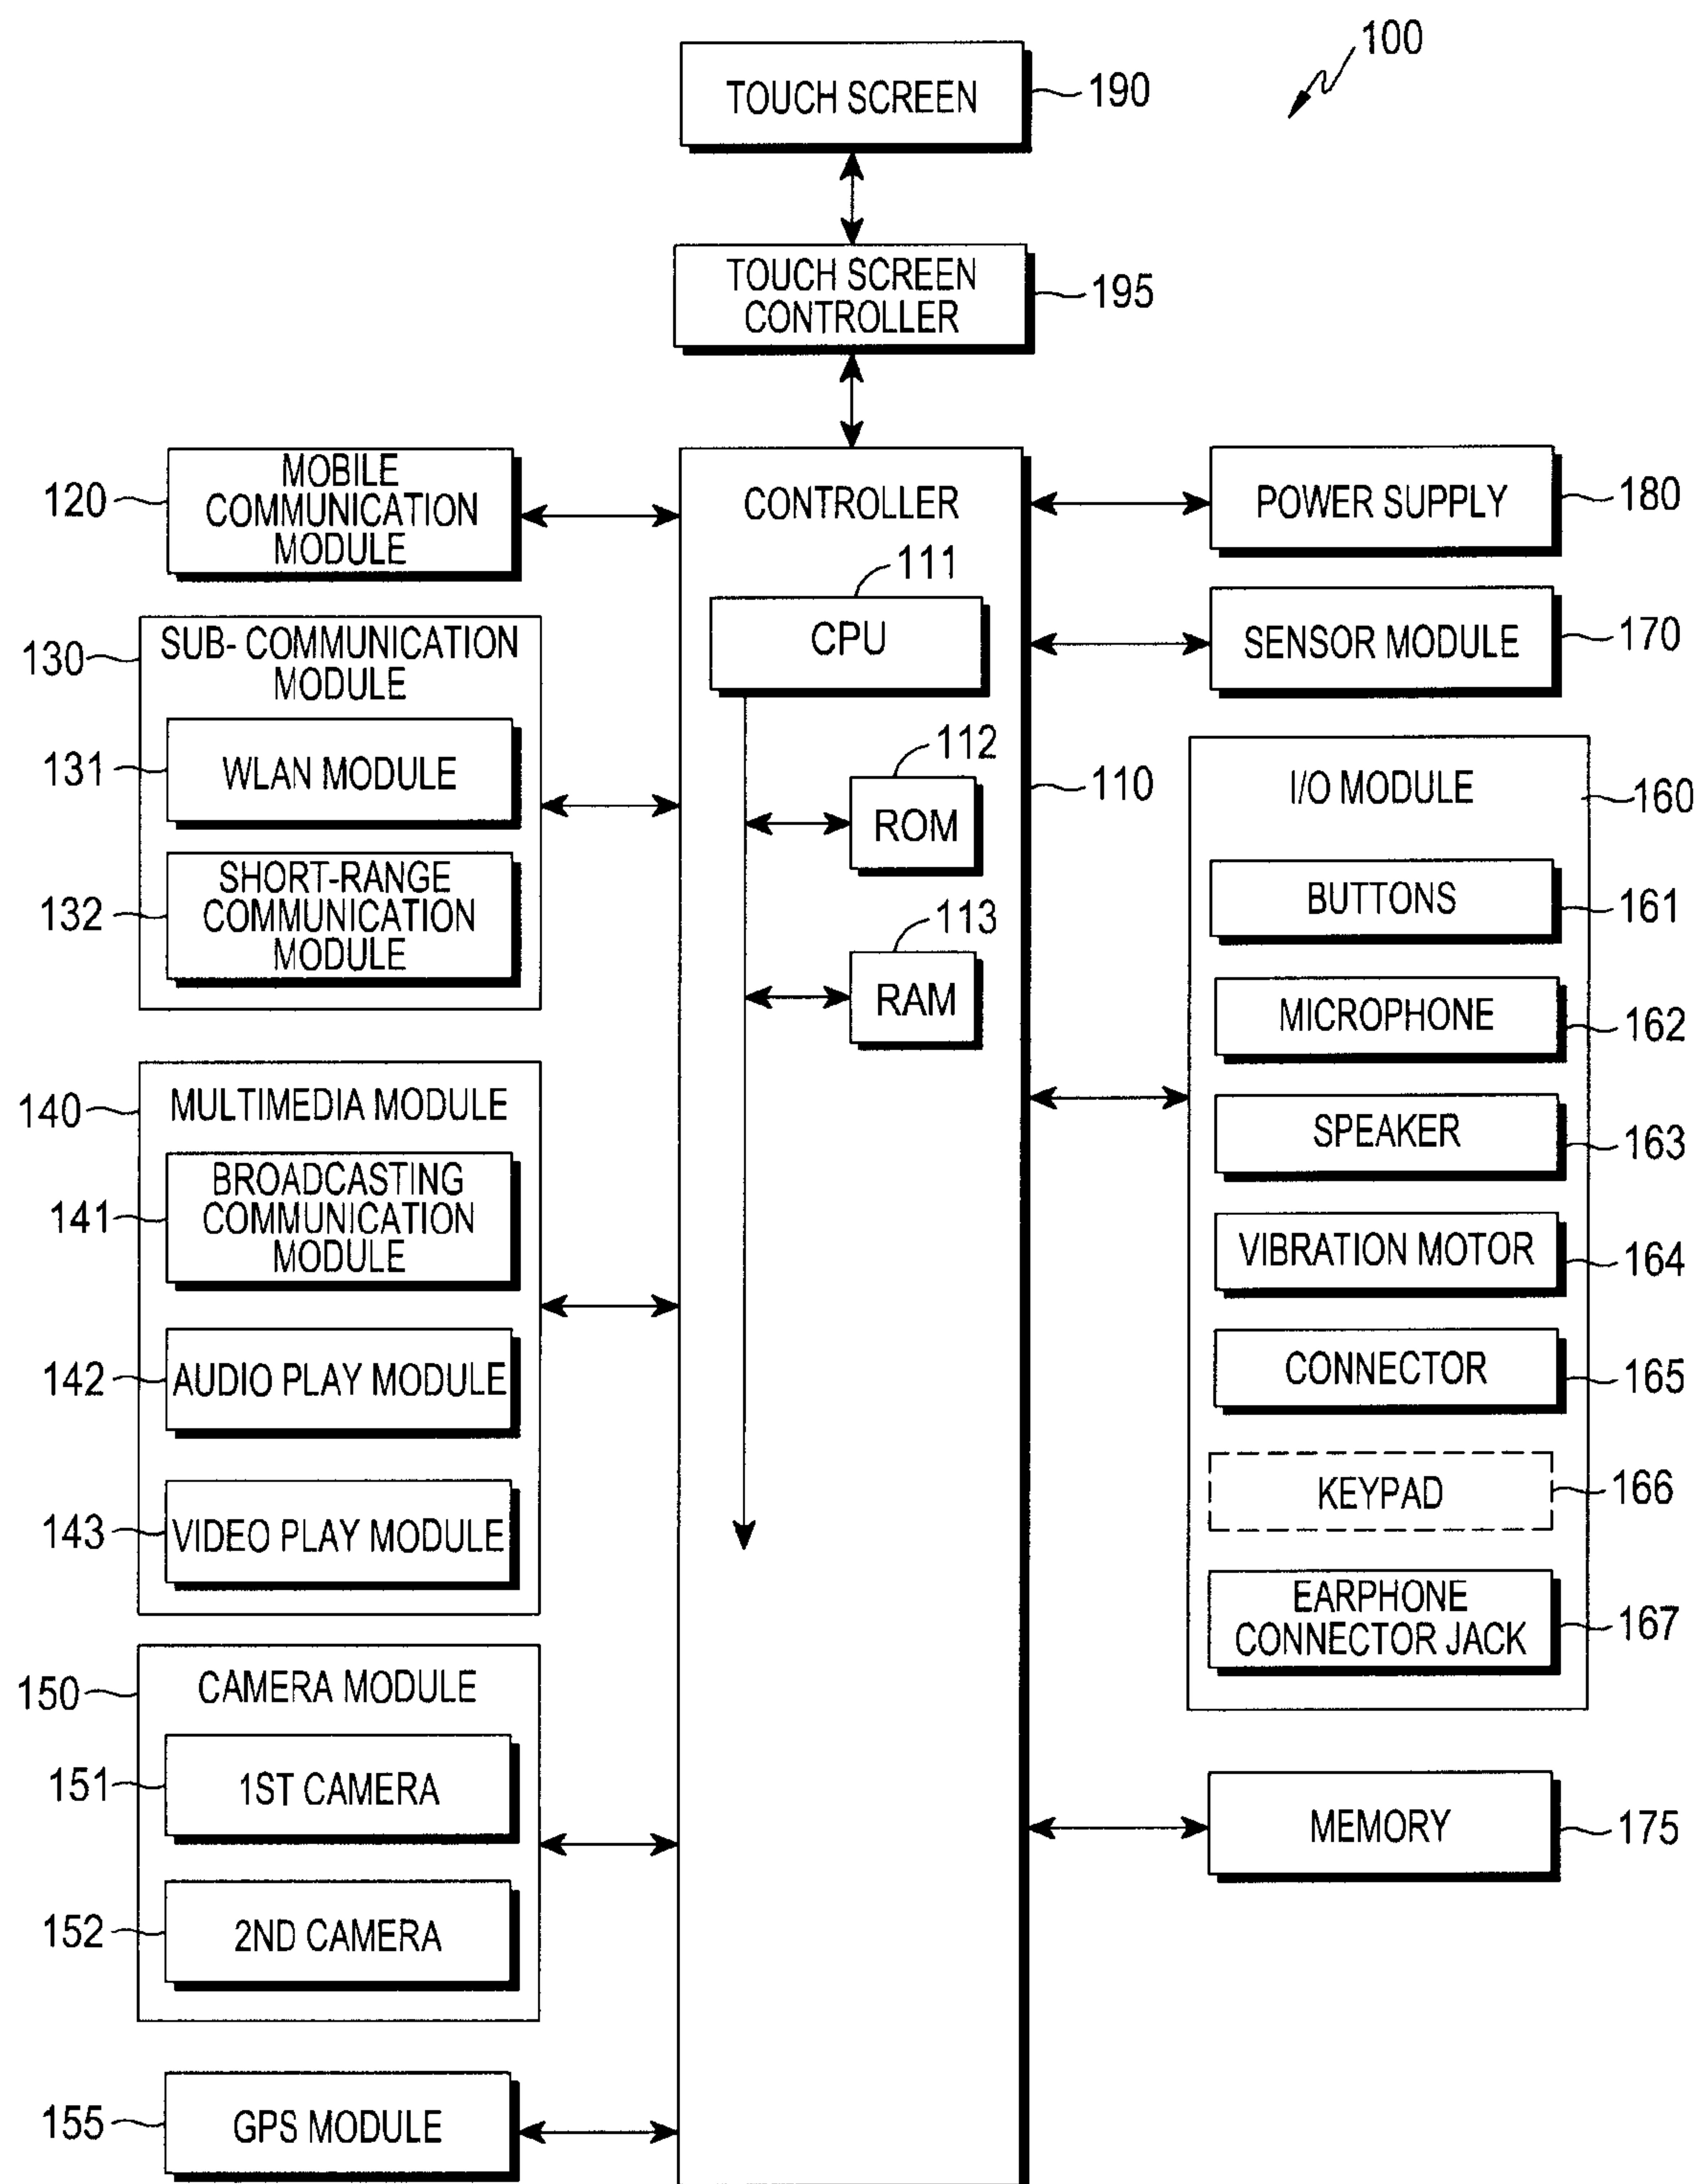 100
TOUCH SCREEN
190
TOUCH SCREEN
CONTROLLER
195
120
MOBILE
COMMUNICATION
MODULE
130
SUB- COMMUNICATION
MODULE
131
WLAN MODULE
132
SHORT-RANGE
COMMUNICATION
MODULE
140
MULTIMEDIA MODULE
141
BROADCASTING
COMMUNICATION
MODULE
142
AUDIO PLAY MODULE
143
VIDEO PLAY MODULE
150
CAMERA MODULE
151
1ST CAMERA
152
2ND CAMERA
155
GPS MODULE
CONTROLLER
110
111
CPU
112
ROM
113
RAM
POWER SUPPLY
180
SENSOR MODULE
170
I/O MODULE
160
BUTTONS
161
MICROPHONE
162
SPEAKER
163
VIBRATION MOTOR
164
CONNECTOR
165
KEYPAD
166
EARPHONE
CONNECTOR JACK
167
MEMORY
175